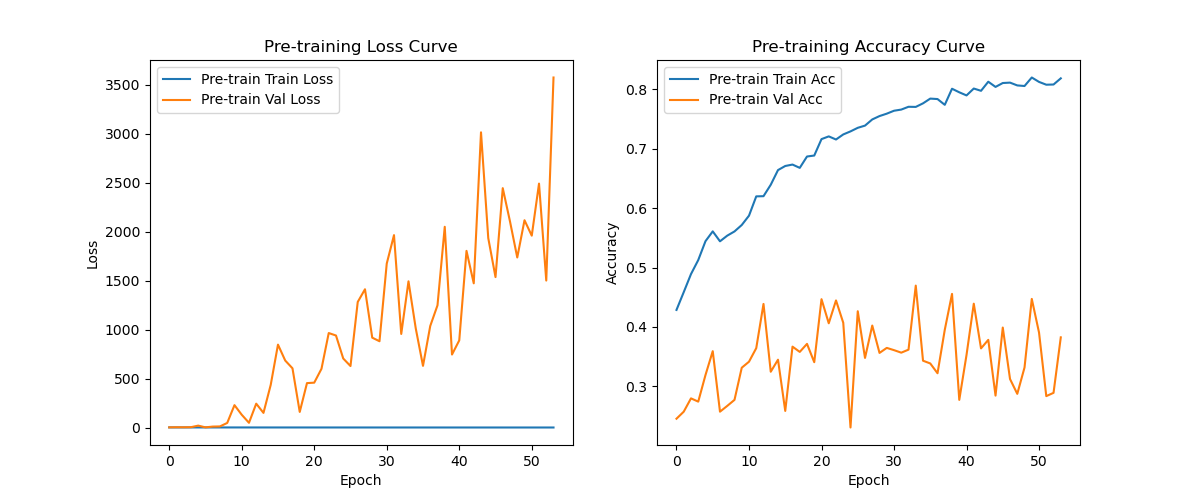 Pre-training Loss Curve
Pre-train Train Loss
Pre-train Val Loss
3500
3000
2500
2000
1500
1000
500
0
Loss
0 10 20 30 40 50
Epoch
Pre-training Accuracy Curve
Pre-train Train Acc
Pre-train Val Acc
0.8
0.7
0.6
0.5
0.4
0.3
Accuracy
0 10 20 30 40 50
Epoch